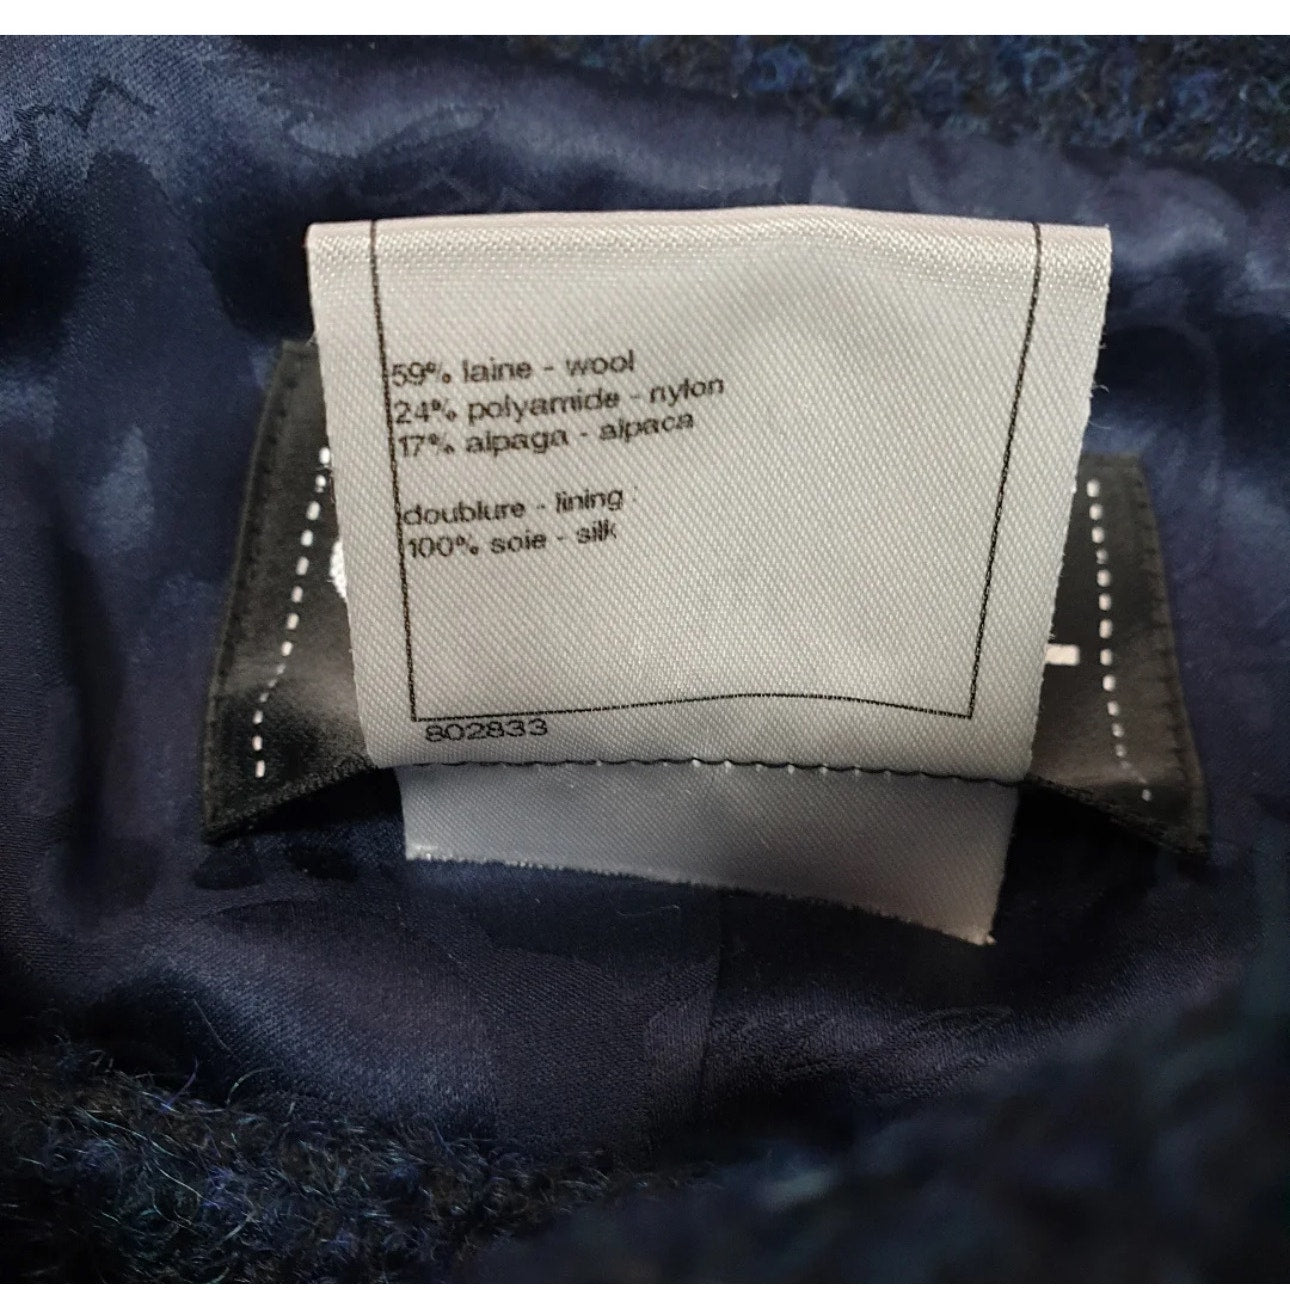 59% laine - wool
24% polyamide - nylon
17% alpaga - alpaca
doublure - lining :
100% soie - silk
802833